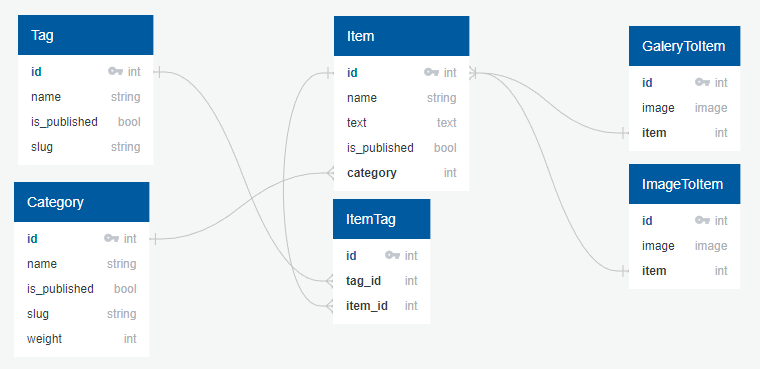 Tag
id int
name string
is_published bool
slug string
Category
id int
name string
is_published bool
slug string
weight int
Item
id int
name string
text text
is_published bool
category int
ItemTag
id int
tag_id int
item_id int
GaleryToItem
id int
image image
item int
ImageToItem
id int
image image
item int